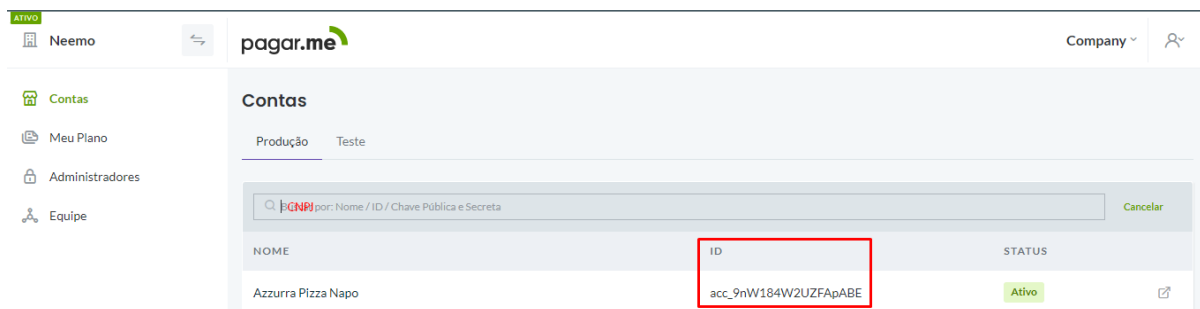 ATIVO
Neemo
pagar.me
Company
Contas
Meu Plano
Administradores
Equipe
Contas
Produção Teste
CNPJ por: Nome / ID / Chave Pública e Secreta
Cancelar
NOME ID STATUS
Azzurra Pizza Napo acc_9nW184W2UZFApABE Ativo